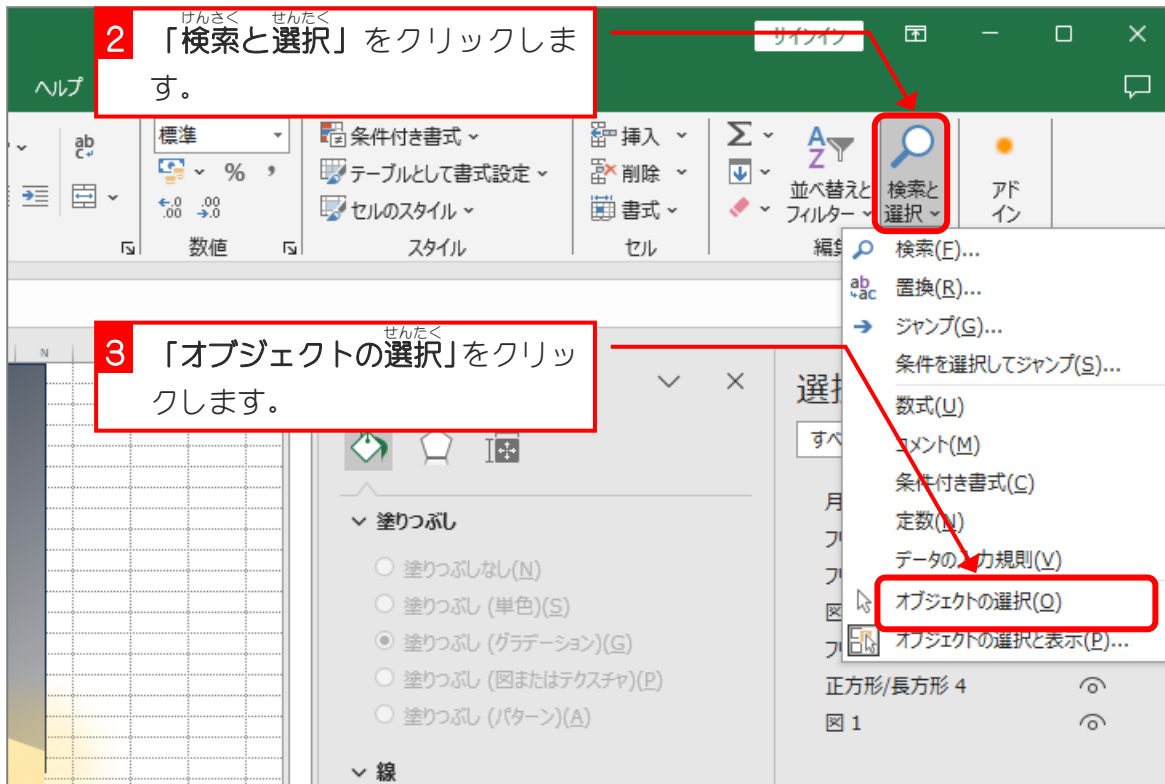 2
けんさく せんたく
「検索と選択」をクリックしま
す。
サインイン
ヘルプ
標準
条件付き書式
挿入
Σ
ab
%
テーブルとして書式設定
削除
並べ替えと
フィルター
検索と
選択
アド
イン
.00
.00
セルのスタイル
書式
数値
スタイル
セル
検索(F)...
置換(R)...
ジャンプ(G)...
条件を選択してジャンプ(S)...
数式(U)
コメント(M)
条件付き書式(C)
定数(N)
データの入力規則(V)
オブジェクトの選択(O)
オブジェクトの選択と表示(P)...
3
せんたく
「オブジェクトの選択」をクリッ
クします。
N
塗りつぶし
塗りつぶしなし(N)
塗りつぶし (単色)(S)
塗りつぶし (グラデーション)(G)
塗りつぶし (図またはテクスチャ)(P)
塗りつぶし (パターン)(A)
線
正方形/長方形 4
図 1